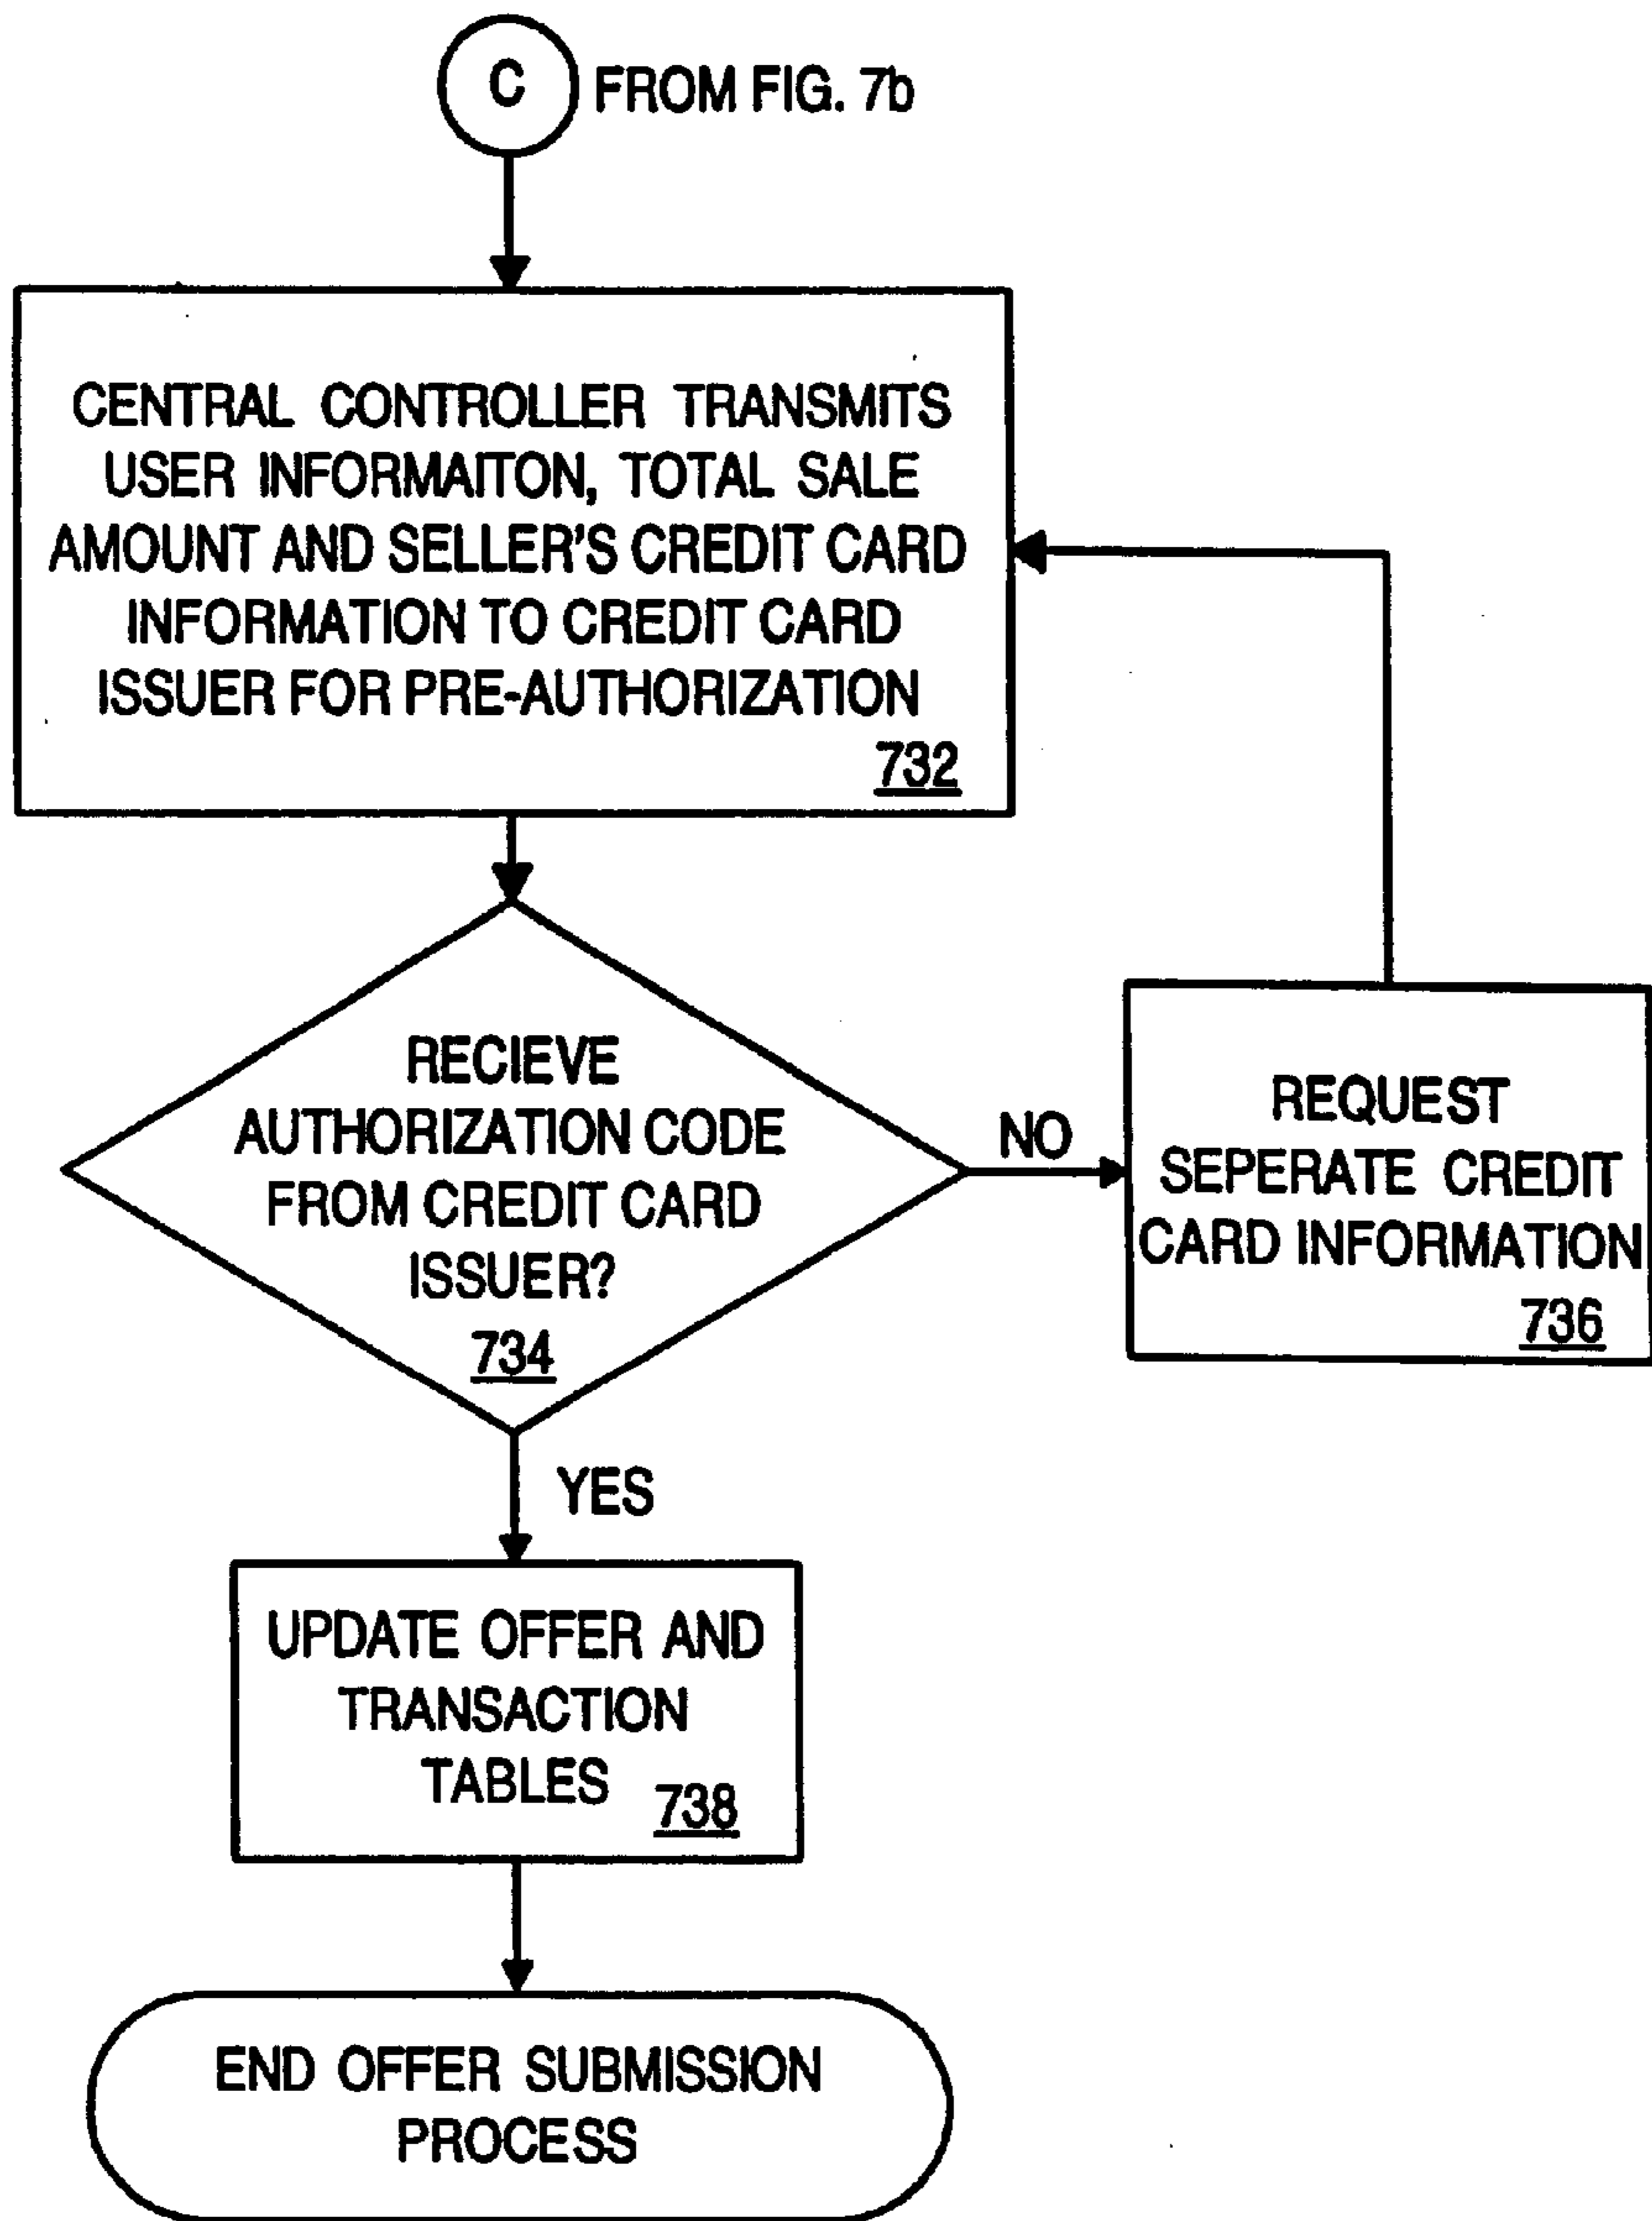 C FROM FIG. 7b
CENTRAL CONTROLLER TRANSMITS
USER INFORMAITON, TOTAL SALE
AMOUNT AND SELLER'S CREDIT CARD
INFORMATION TO CREDIT CARD
ISSUER FOR PRE-AUTHORIZATION
732
RECIEVE
AUTHORIZATION CODE
FROM CREDIT CARD
ISSUER?
734
NO
REQUEST
SEPERATE CREDIT
CARD INFORMATION
736
YES
UPDATE OFFER AND
TRANSACTION
TABLES
738
END OFFER SUBMISSION
PROCESS